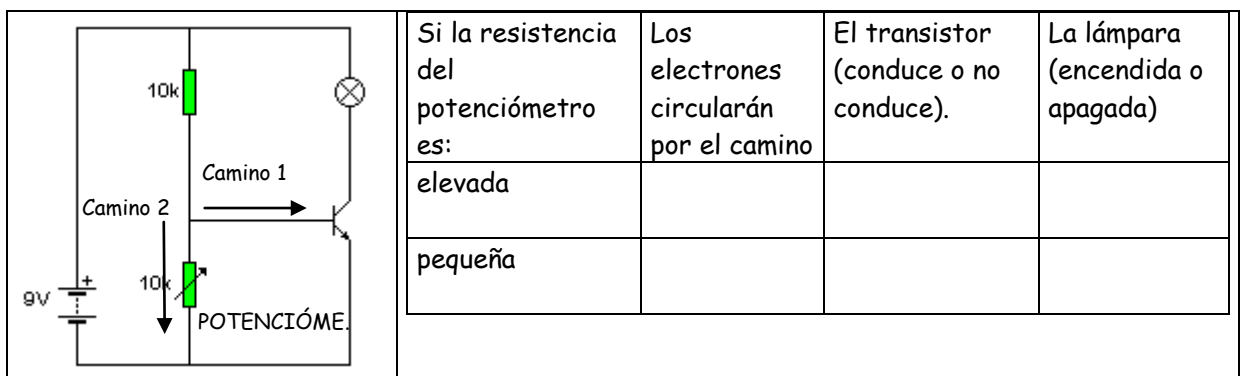 10k
Camino 1
Camino 2
10k
9V
+
POTENCIÓME.
Si la resistencia
del
potenciómetro
es:
Los
electrones
circularán
por el camino
El transistor
(conduce o no
conduce).
La lámpara
(encendida o
apagada)
elevada
pequeña